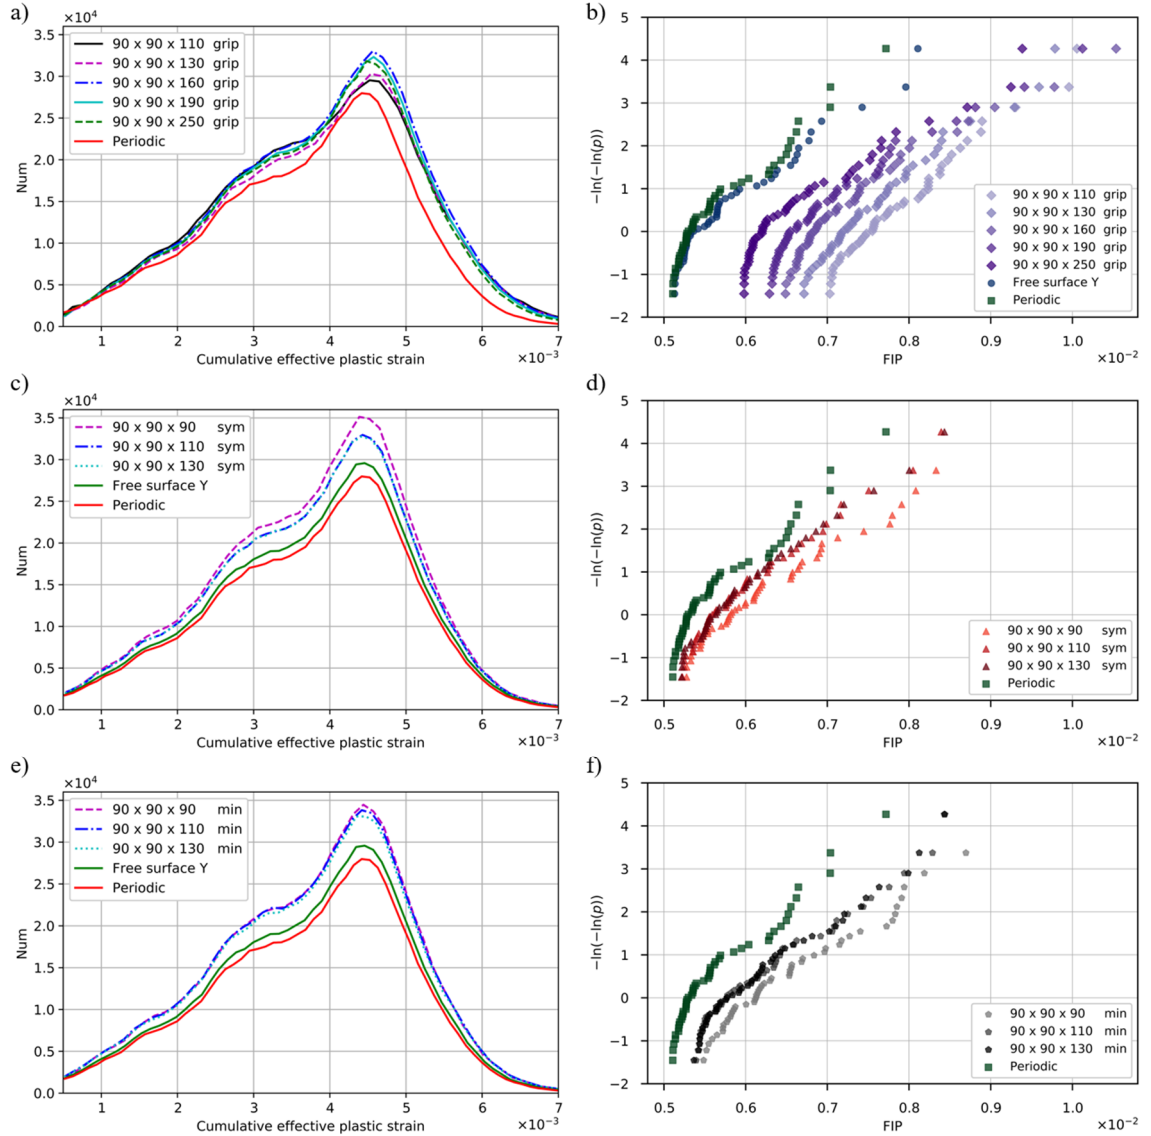 a)
×10⁴
3.5
3.0
2.5
2.0
1.5
1.0
0.5
0.0
Num
90 x 90 x 110 grip
90 x 90 x 130 grip
90 x 90 x 160 grip
90 x 90 x 190 grip
90 x 90 x 250 grip
Periodic
1 2 3 4 5 6 7
Cumulative effective plastic strain
×10⁻³
b)
5
4
3
2
1
0
−1
−2
−ln(−ln(p))
90 x 90 x 110 grip
90 x 90 x 130 grip
90 x 90 x 160 grip
90 x 90 x 190 grip
90 x 90 x 250 grip
Free surface Y
Periodic
0.5 0.6 0.7 0.8 0.9 1.0
FIP
×10⁻²
c)
×10⁴
3.5
3.0
2.5
2.0
1.5
1.0
0.5
0.0
Num
90 x 90 x 90 sym
90 x 90 x 110 sym
90 x 90 x 130 sym
Free surface Y
Periodic
1 2 3 4 5 6 7
Cumulative effective plastic strain
×10⁻³
d)
5
4
3
2
1
0
−1
−2
−ln(−ln(p))
90 x 90 x 90 sym
90 x 90 x 110 sym
90 x 90 x 130 sym
Periodic
0.5 0.6 0.7 0.8 0.9 1.0
FIP
×10⁻²
e)
×10⁴
3.5
3.0
2.5
2.0
1.5
1.0
0.5
0.0
Num
90 x 90 x 90 min
90 x 90 x 110 min
90 x 90 x 130 min
Free surface Y
Periodic
1 2 3 4 5 6 7
Cumulative effective plastic strain
×10⁻³
f)
5
4
3
2
1
0
−1
−2
−ln(−ln(p))
90 x 90 x 90 min
90 x 90 x 110 min
90 x 90 x 130 min
Periodic
0.5 0.6 0.7 0.8 0.9 1.0
FIP
×10⁻²